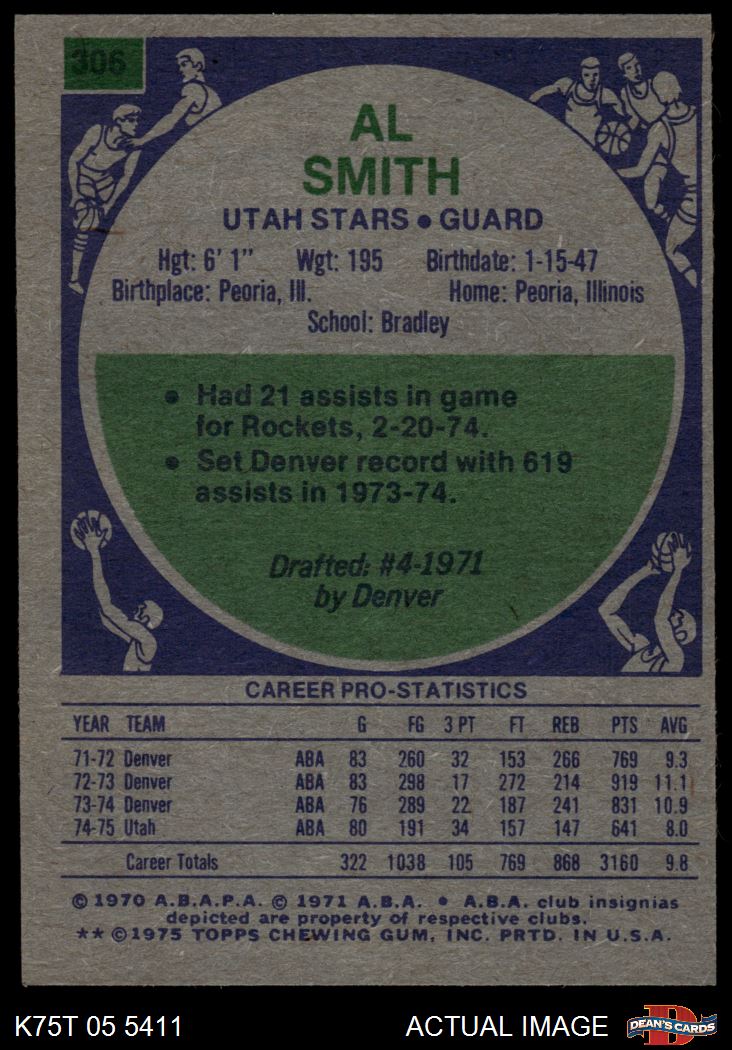 306
AL
SMITH
UTAH STARS • GUARD
Hgt: 6' 1" Wgt: 195 Birthdate: 1-15-47
Birthplace: Peoria, Ill. Home: Peoria, Illinois
School: Bradley
• Had 21 assists in game
for Rockets, 2-20-74.
• Set Denver record with 619
assists in 1973-74.
Drafted: #4-1971
by Denver
CAREER PRO-STATISTICS
YEAR TEAM G FG 3 PT FT REB PTS AVG
71-72 Denver ABA 83 260 32 153 266 769 9.3
72-73 Denver ABA 83 298 17 272 214 919 11.1
73-74 Denver ABA 76 289 22 187 241 831 10.9
74-75 Utah ABA 80 191 34 157 147 641 8.0
Career Totals 322 1038 105 769 868 3160 9.8
© 1970 A.B.A.P.A. © 1971 A.B.A. • A.B.A. club insignias
depicted are property of respective clubs.
** © 1975 TOPPS CHEWING GUM, INC. PRTD. IN U.S.A.
K75T 05 5411 ACTUAL IMAGE DEAN'S CARDS